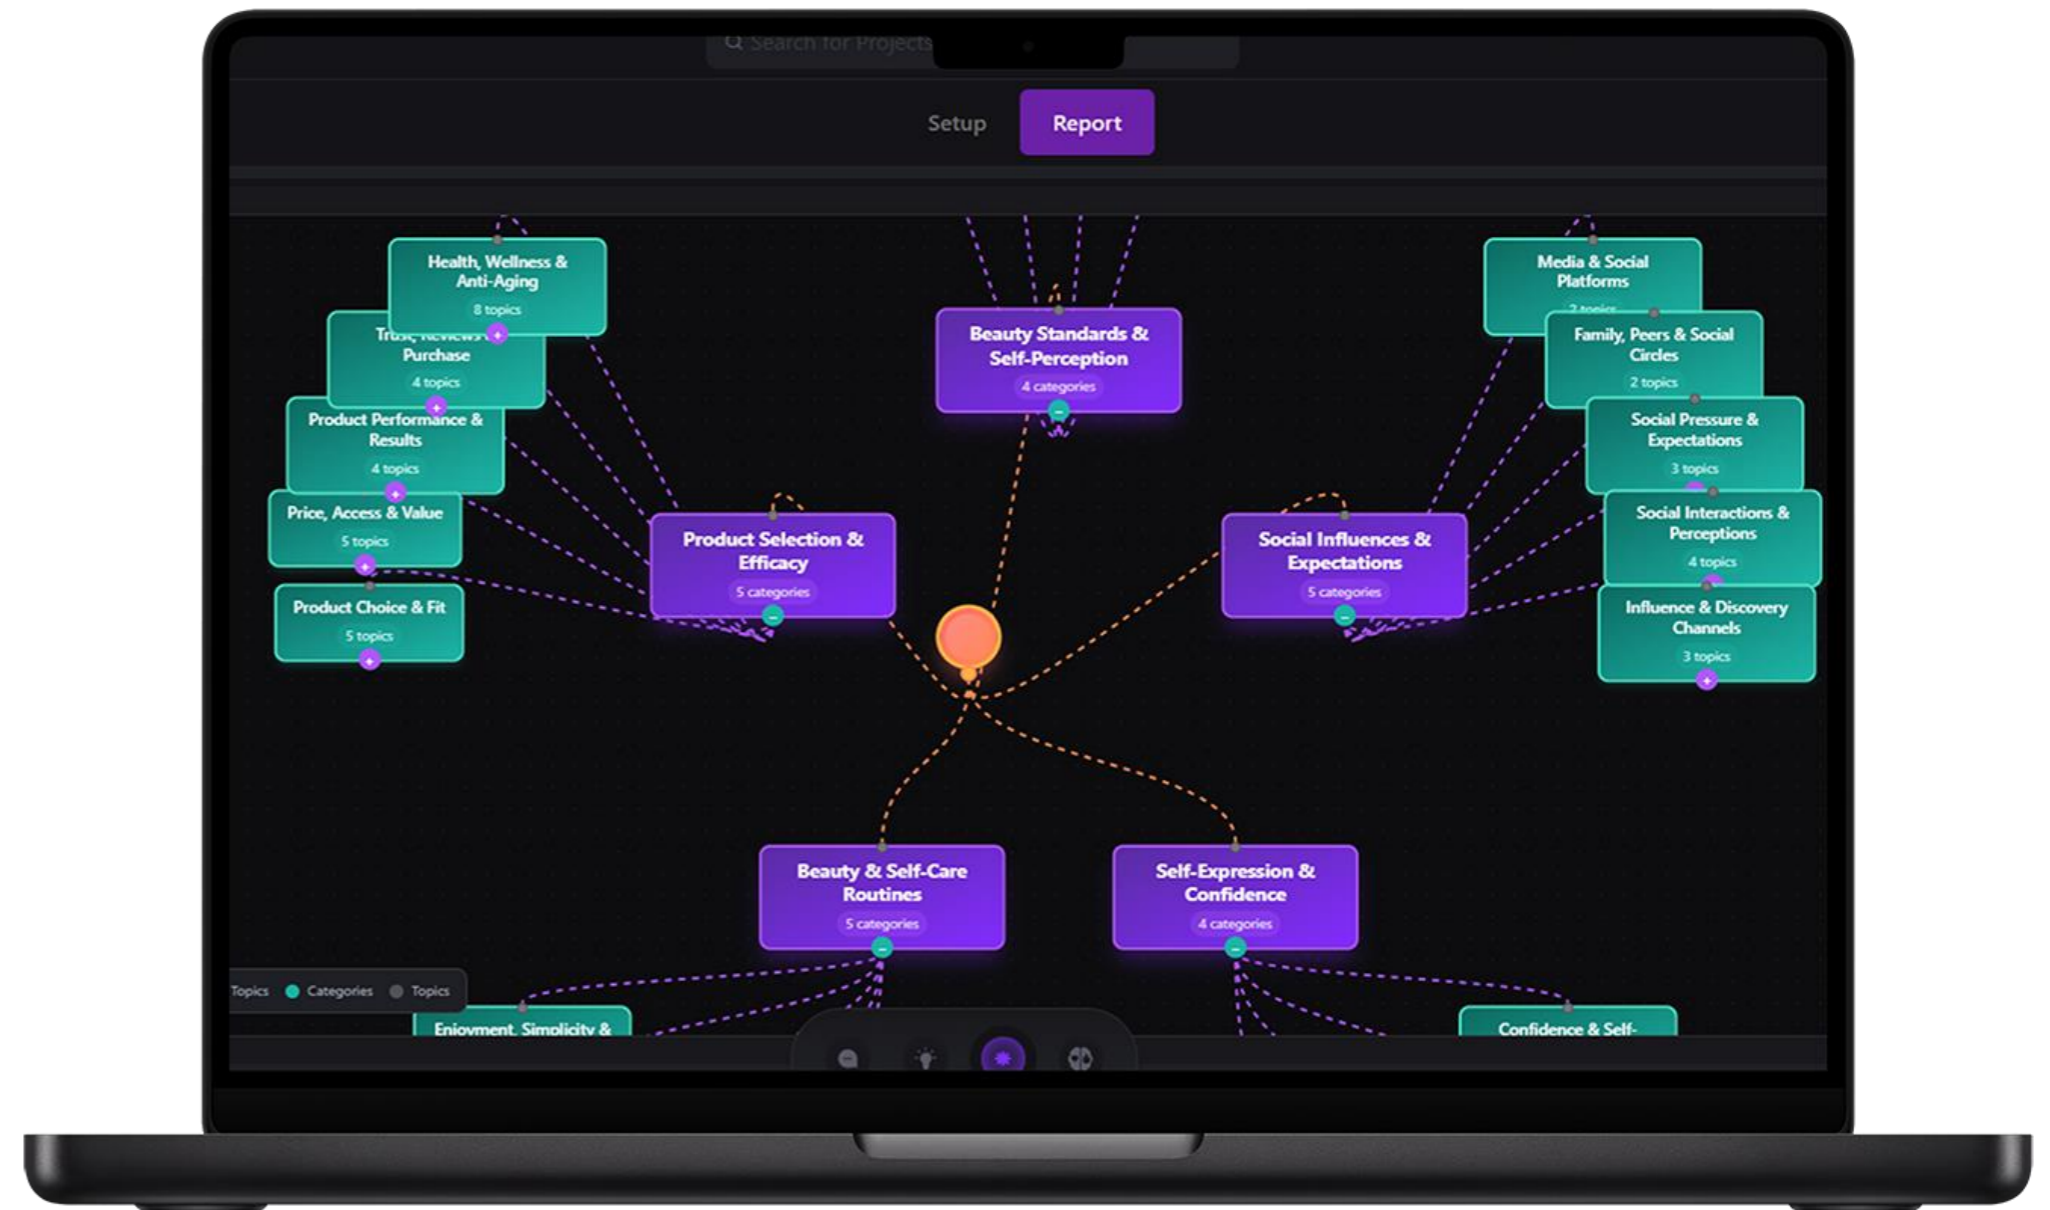 Search for Projects
Setup
Report
Health, Wellness &
Anti-Aging
8 topics
Trust, Reviews &
Purchase
4 topics
Product Performance &
Results
4 topics
Price, Access & Value
5 topics
Product Choice & Fit
5 topics
Beauty Standards &
Self-Perception
4 categories
Product Selection &
Efficacy
5 categories
Social Influences &
Expectations
5 categories
Media & Social
Platforms
2 topics
Family, Peers & Social
Circles
2 topics
Social Pressure &
Expectations
3 topics
Social Interactions &
Perceptions
4 topics
Influence & Discovery
Channels
3 topics
Beauty & Self-Care
Routines
5 categories
Self-Expression &
Confidence
4 categories
Topics
Categories
Topics
Enjoyment, Simplicity &
Confidence & Self-